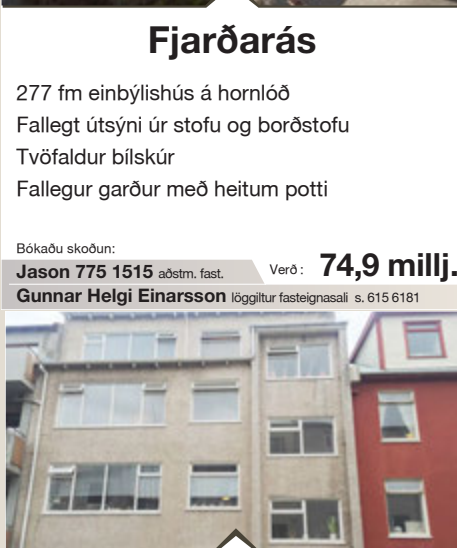 Fjarðarás
277 fm einbýlishús á hornlóð
Fallegt útsýni úr stofu og borðstofu
Tvöfaldur bílskúr
Fallegur garður með heitum potti
Bókaðu skoðun:
Jason 775 1515 aðstm. fast. Verð : 74,9 millj.
Gunnar Helgi Einarsson löggiltur fasteignasali s. 615 6181